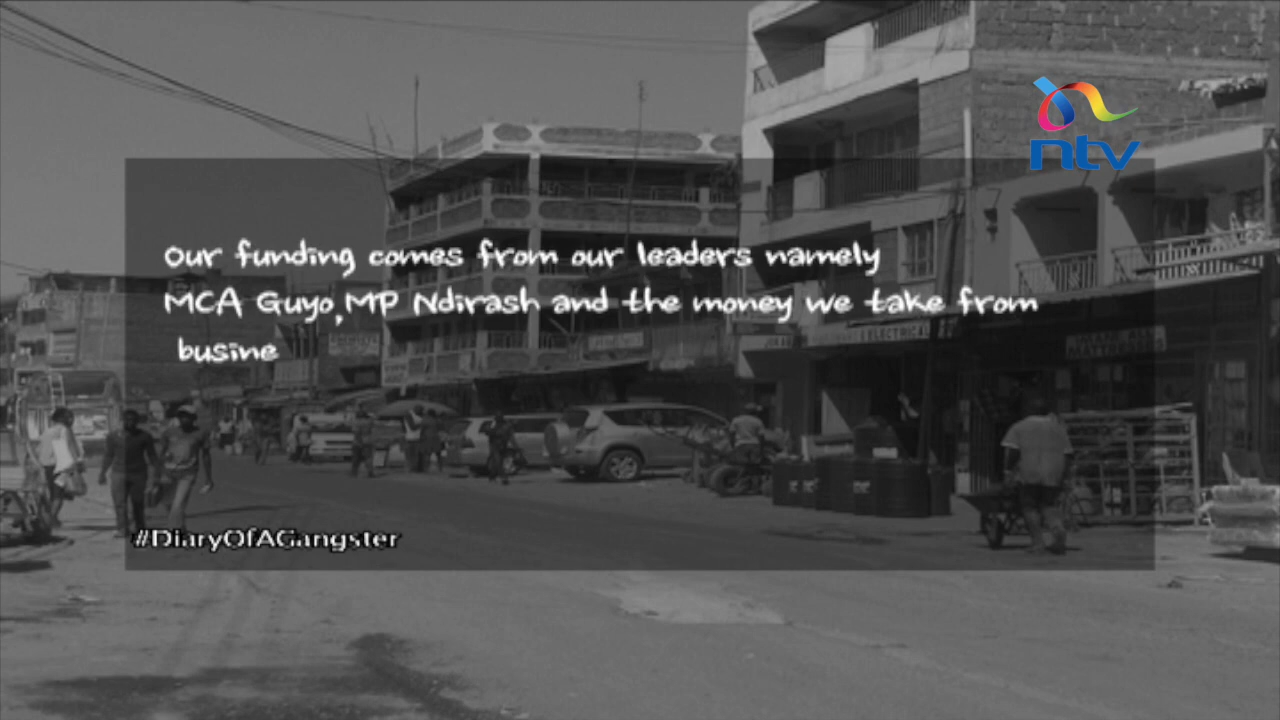 ntv
Our funding comes from our leaders namely
MCA Guyo,MP Ndirash and the money we take from
busine
ELECTRICAL
#DiaryOfAGangster